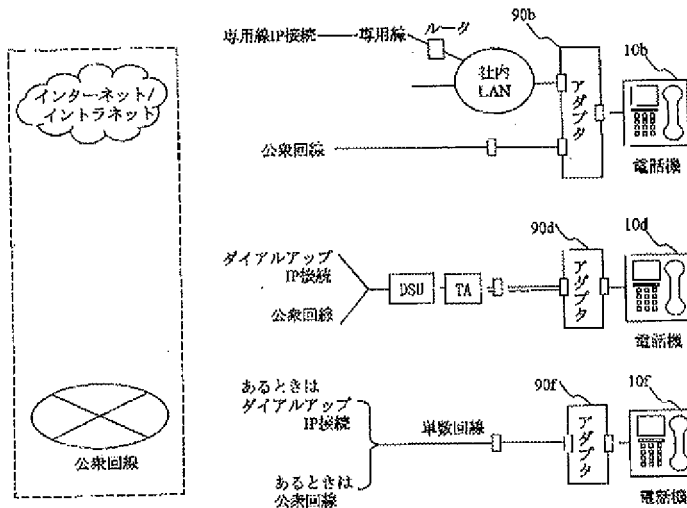 インターネット/
イントラネット
公衆回線
専用線IP接続
専用線
ルータ
社内
LAN
90b
アダプタ
10b
電話機
公衆回線
ダイアルアップ
IP接続
公衆回線
DSU
TA
90d
アダプタ
10d
電話機
あるときは
ダイアルアップ
IP接続
あるときは
公衆回線
単数回線
90f
アダプタ
10f
電話機